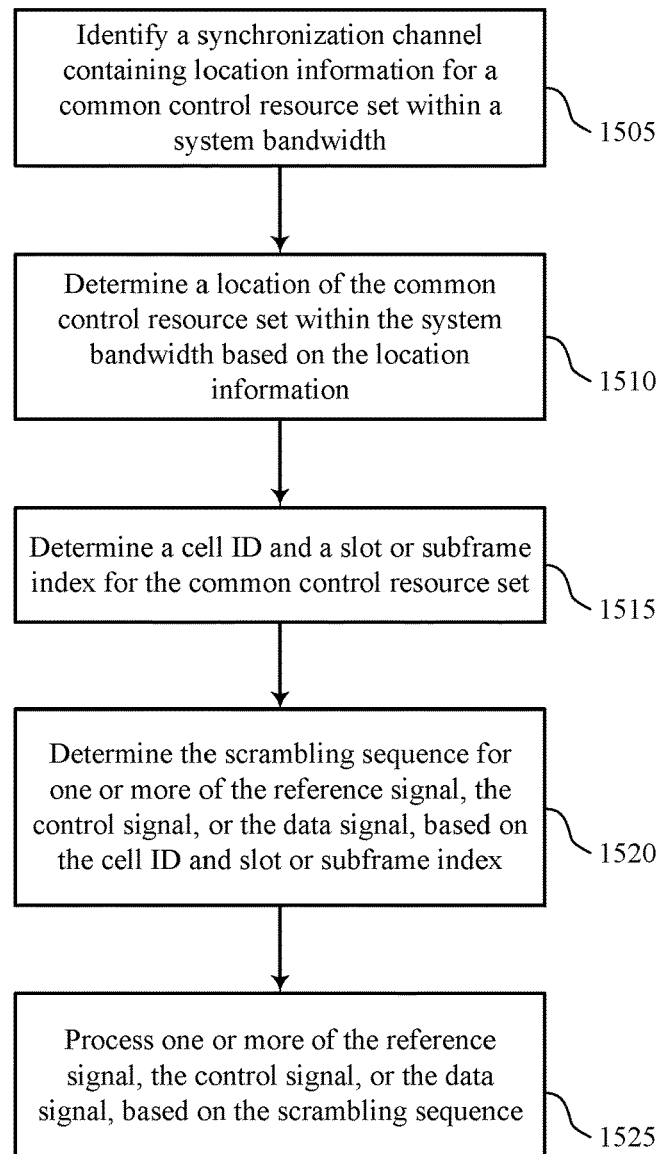 Identify a synchronization channel
containing location information for a
common control resource set within a
system bandwidth
1505
Determine a location of the common
control resource set within the system
bandwidth based on the location
information
1510
Determine a cell ID and a slot or subframe
index for the common control resource set
1515
Determine the scrambling sequence for
one or more of the reference signal, the
control signal, or the data signal, based on
the cell ID and slot or subframe index
1520
Process one or more of the reference
signal, the control signal, or the data
signal, based on the scrambling sequence
1525